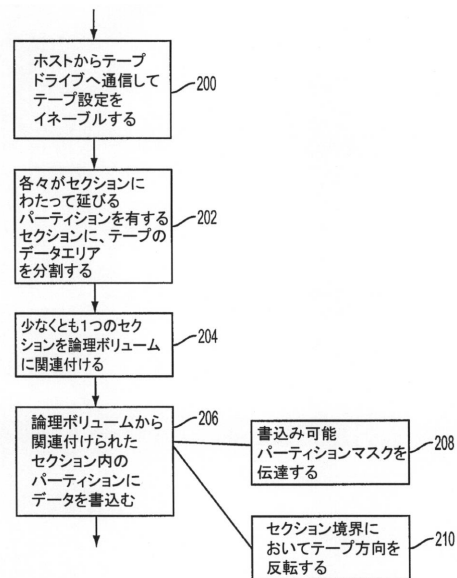 ホストからテープ
ドライブへ通信して
テープ設定を
イネーブルする
200
各々がセクションに
わたって延びる
パーティションを有する
セクションに、テープの
データエリア
を分割する
202
少なくとも1つのセク
ションを論理ボリューム
に関連付ける
204
論理ボリュームから
関連付けられた
セクション内の
パーティションに
データを書込む
206
書込み可能
パーティションマスクを
伝達する
208
セクション境界に
おいてテープ方向を
反転する
210